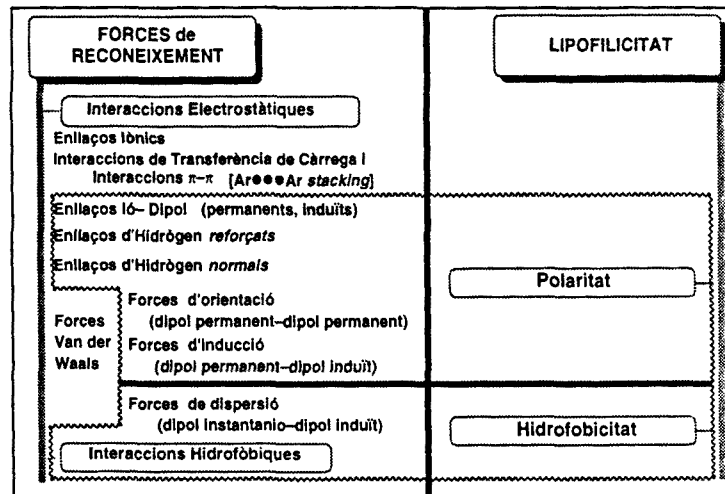 FORCES de
RECONEIXEMENT
LIPOFILICITAT
Interaccions Electrostàtiques
Enllaços Iònics
Interaccions de Transferència de Càrrega i
Interaccions π–π [Ar●●●Ar stacking]
Enllaços Ió– Dipol (permanents, induïts)
Enllaços d'Hidrògen reforçats
Enllaços d'Hidrògen normals
Polaritat
Forces d'orientació
(dipol permanent–dipol permanent)
Forces
Van der
Waals
Forces d'inducció
(dipol permanent–dipol induït)
Forces de dispersió
(dipol instantanio–dipol induït)
Hidrofobicitat
Interaccions Hidrofòbiques